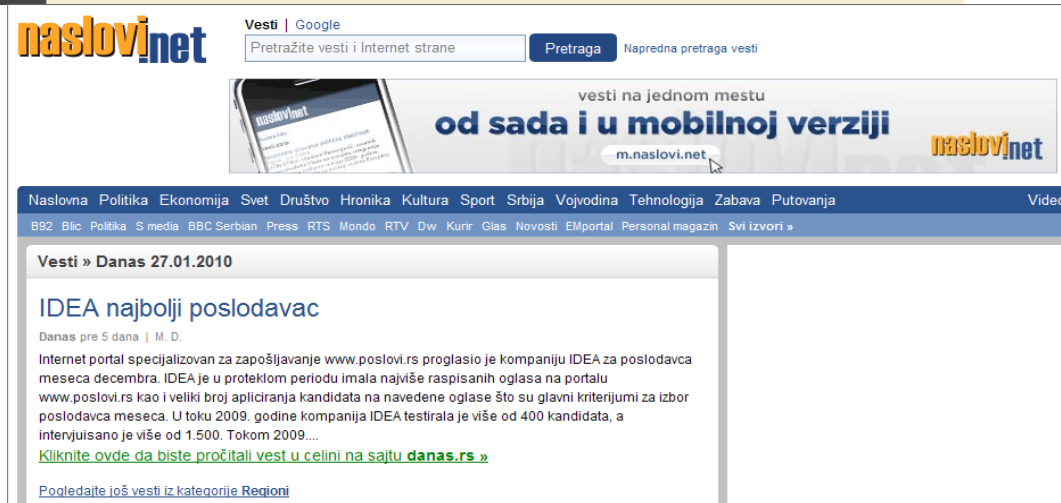 naslovi.net
Vesti | Google
Pretražite vesti i Internet strane
Pretraga
Napredna pretraga vesti
naslovi.net
vesti na jednom mestu
od sada i u mobilnoj verziji
m.naslovi.net
naslovi.net
Naslovna Politika Ekonomija Svet Društvo Hronika Kultura Sport Srbija Vojvodina Tehnologija Zabava Putovanja Video
B92 Blic Politika S media BBC Serbian Press RTS Mondo RTV Dw Kurir Glas Novosti EMportal Personal magazin Svi izvori »
Vesti » Danas 27.01.2010
IDEA najbolji poslodavac
Danas pre 5 dana | M. D.
Internet portal specijalizovan za zapošljavanje www.poslovi.rs proglasio je kompaniju IDEA za poslodavca
meseca decembra. IDEA je u proteklom periodu imala najviše raspisanih oglasa na portalu
www.poslovi.rs kao i veliki broj apliciranja kandidata na navedene oglase što su glavni kriterijumi za izbor
poslodavca meseca. U toku 2009. godine kompanija IDEA testirala je više od 400 kandidata, a
intervjuisano je više od 1.500. Tokom 2009....
Kliknite ovde da biste pročitali vest u celini na sajtu danas.rs »
Pogledajte još vesti iz kategorije Regioni